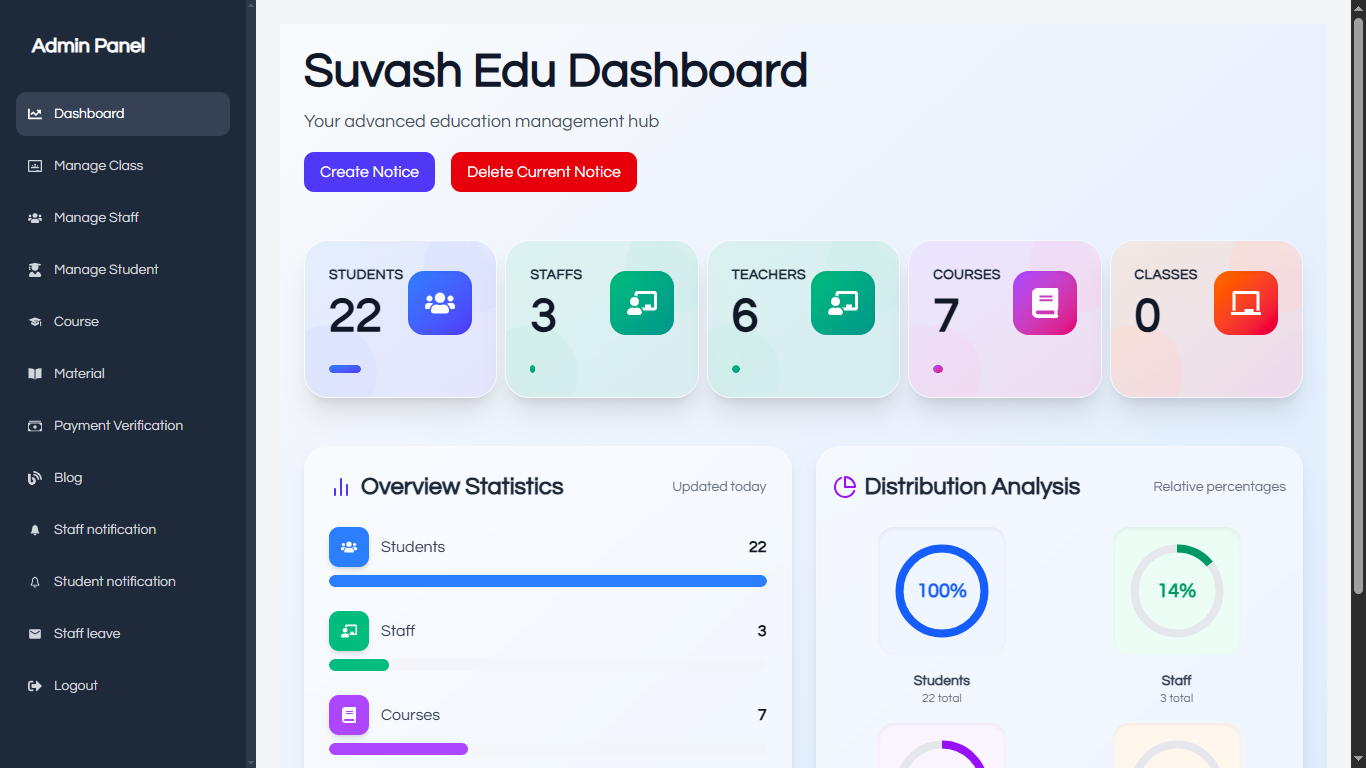 Admin Panel
Dashboard
Manage Class
Manage Staff
Manage Student
Course
Material
Payment Verification
Blog
Staff notification
Student notification
Staff leave
Logout
Suvash Edu Dashboard
Your advanced education management hub
Create Notice
Delete Current Notice
STUDENTS
22
STAFFS
3
TEACHERS
6
COURSES
7
CLASSES
0
Overview Statistics
Updated today
Students
22
Staff
3
Courses
7
Distribution Analysis
Relative percentages
100%
14%
Students
22 total
Staff
3 total